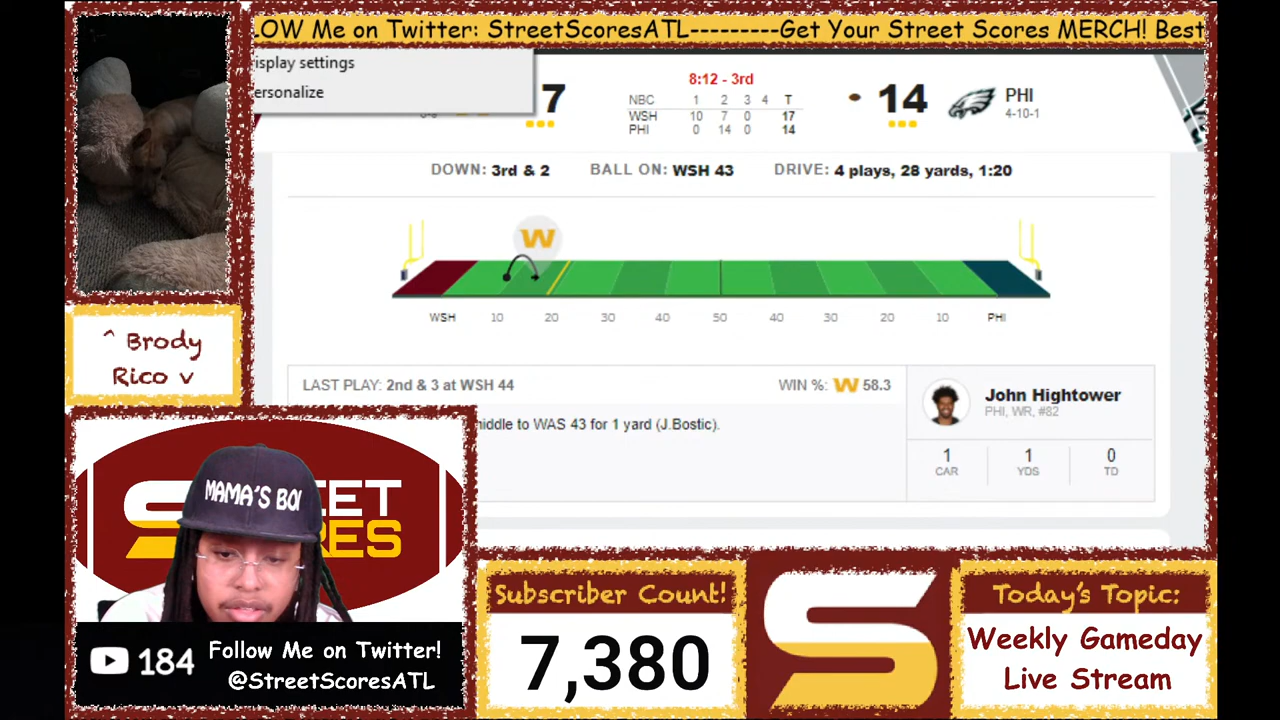 LOW Me on Twitter: StreetScoresATL---------Get Your Street Scores MERCH! Best
isplay settings
ersonalize
7
8:12 - 3rd
NBC 1 2 3 4 T
WSH 10 7 0 17
PHI 0 14 0 14
14
PHI
4-10-1
DOWN: 3rd & 2
BALL ON: WSH 43
DRIVE: 4 plays, 28 yards, 1:20
W
WSH 10 20 30 40 50 40 30 20 10 PHI
^ Brody
Rico v
LAST PLAY: 2nd & 3 at WSH 44
WIN %: W 58.3
middle to WAS 43 for 1 yard (J.Bostic).
John Hightower
PHI, WR, #82
1 1 0
CAR YDS TD
EET
RES
MAMA'S BOI
184
Follow Me on Twitter!
@StreetScoresATL
Subscriber Count!
7,380
S
Today's Topic:
Weekly Gameday
Live Stream